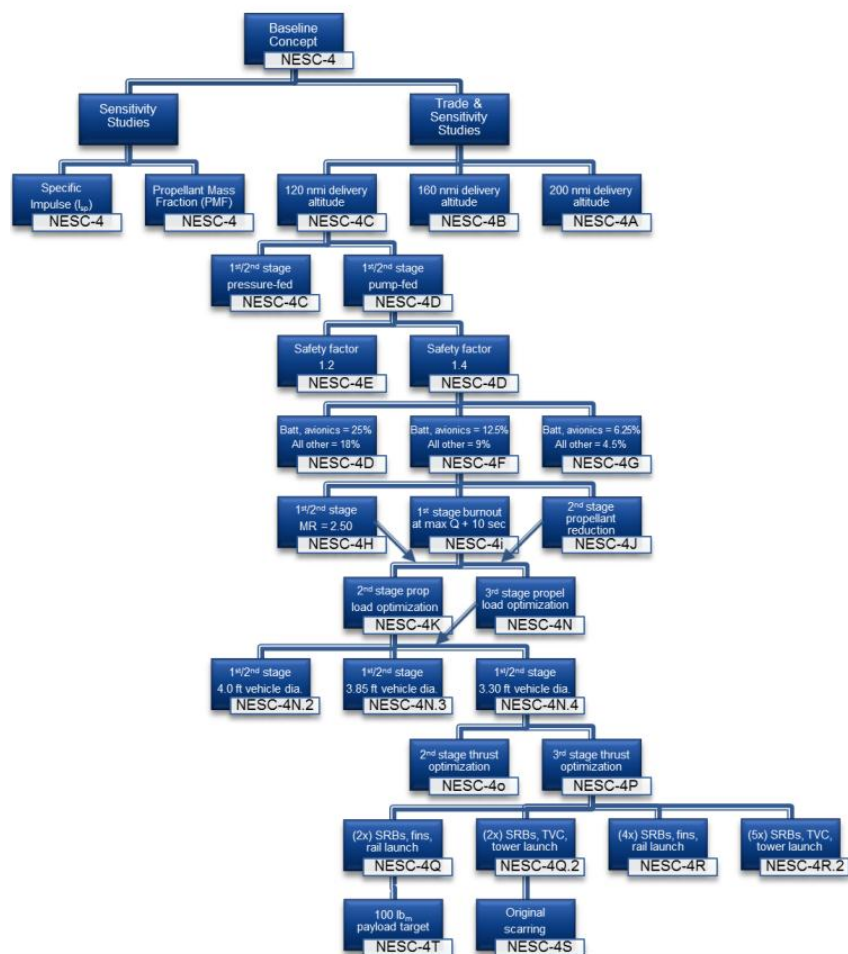 Baseline
Concept
NESC-4
Sensitivity
Studies
Trade &
Sensitivity
Studies
Specific
Impulse (Isp)
NESC-4
Propellant Mass
Fraction (PMF)
NESC-4
120 nmi delivery
altitude
NESC-4C
160 nmi delivery
altitude
NESC-4B
200 nmi delivery
altitude
NESC-4A
1st/2nd stage
pressure-fed
NESC-4C
1st/2nd stage
pump-fed
NESC-4D
Safety factor
1.2
NESC-4E
Safety factor
1.4
NESC-4D
Batt, avionics = 25%
All other = 18%
NESC-4D
Batt, avionics = 12.5%
All other = 9%
NESC-4F
Batt, avionics = 6.25%
All other = 4.5%
NESC-4G
1st/2nd stage
MR = 2.50
NESC-4H
1st stage burnout
at max Q + 10 sec
NESC-4i
2nd stage
propellant
reduction
NESC-4J
2nd stage prop
load optimization
NESC-4K
3rd stage propel
load optimization
NESC-4N
1st/2nd stage
4.0 ft vehicle dia.
NESC-4N.2
1st/2nd stage
3.85 ft vehicle dia.
NESC-4N.3
1st/2nd stage
3.30 ft vehicle dia.
NESC-4N.4
2nd stage thrust
optimization
NESC-4o
3rd stage thrust
optimization
NESC-4P
(2x) SRBs, fins,
rail launch
NESC-4Q
(2x) SRBs, TVC,
tower launch
NESC-4Q.2
(4x) SRBs, fins,
rail launch
NESC-4R
(5x) SRBs, TVC,
tower launch
NESC-4R.2
100 lbm
payload target
NESC-4T
Original
scarring
NESC-4S